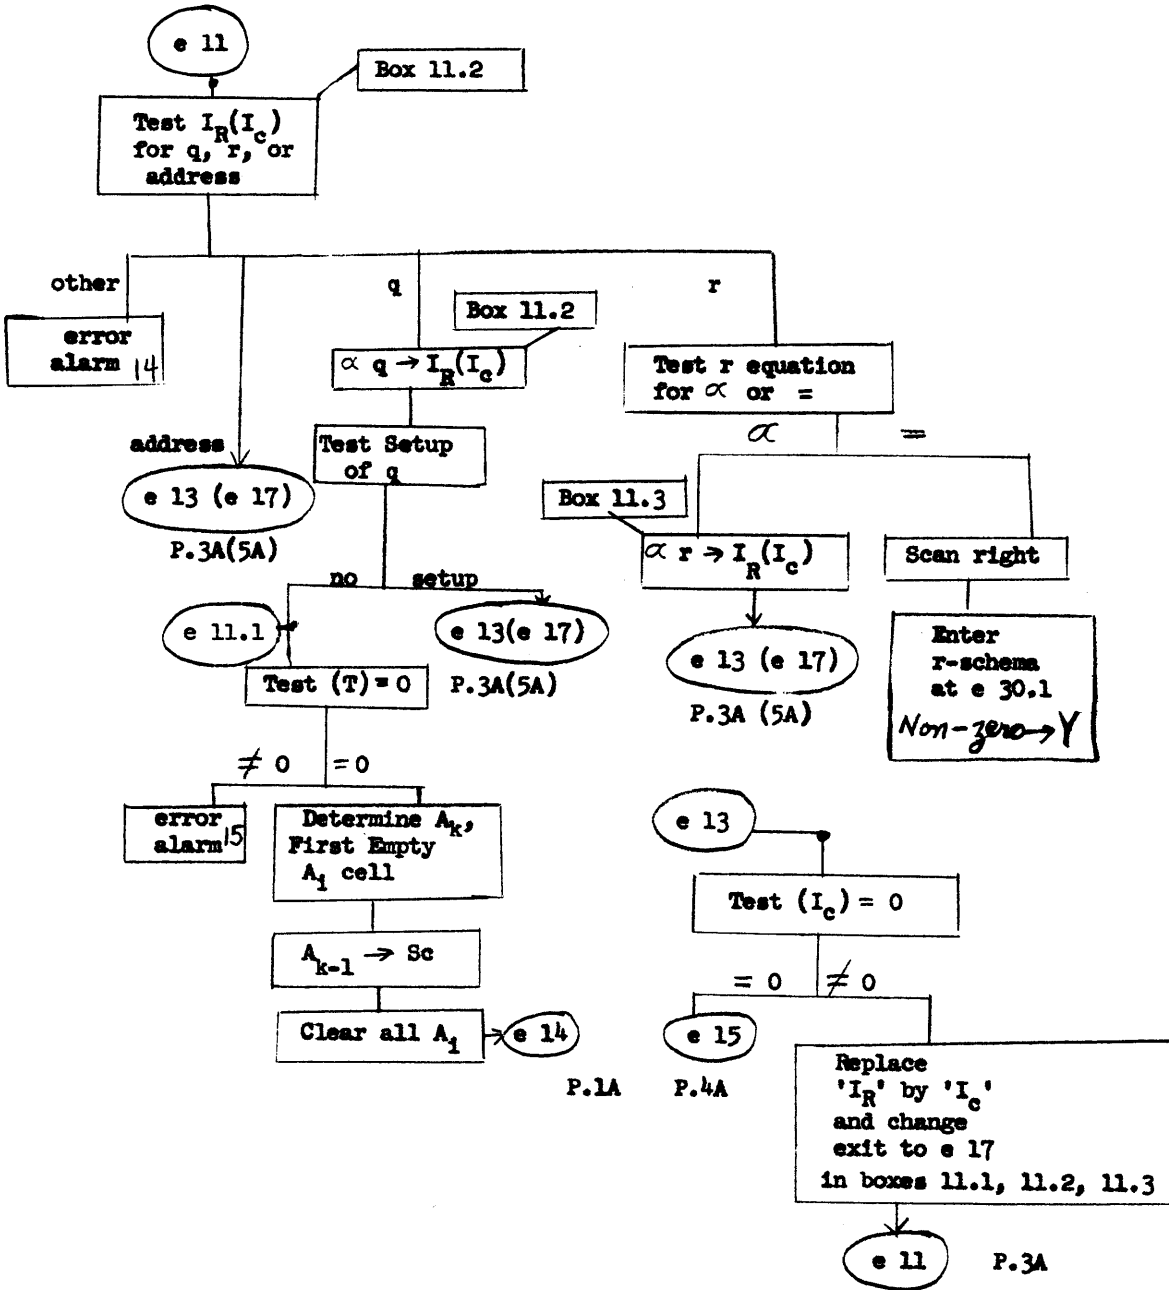 e 11
Box 11.2
Test I_R(I_c)
for q, r, or
address
other
q
r
error
alarm 14
Box 11.2
∝ q → I_R(I_c)
Test r equation
for ∝ or =
address
Test Setup
of q
∝
=
e 13 (e 17)
P.3A(5A)
Box 11.3
∝ r → I_R(I_c)
Scan right
no
setup
e 11.1
e 13(e 17)
P.3A(5A)
e 13 (e 17)
P.3A (5A)
Enter
r-schema
at e 30.1
Non-zero → Y
Test (T) = 0
≠ 0
= 0
error
alarm 15
Determine A_k,
First Empty
A_i cell
e 13
Test (I_c) = 0
A_k-1 → Sc
= 0
≠ 0
Clear all A_i
e 14
P.1A
e 15
P.4A
Replace
'I_R' by 'I_c'
and change
exit to e 17
in boxes 11.1, 11.2, 11.3
e 11
P.3A